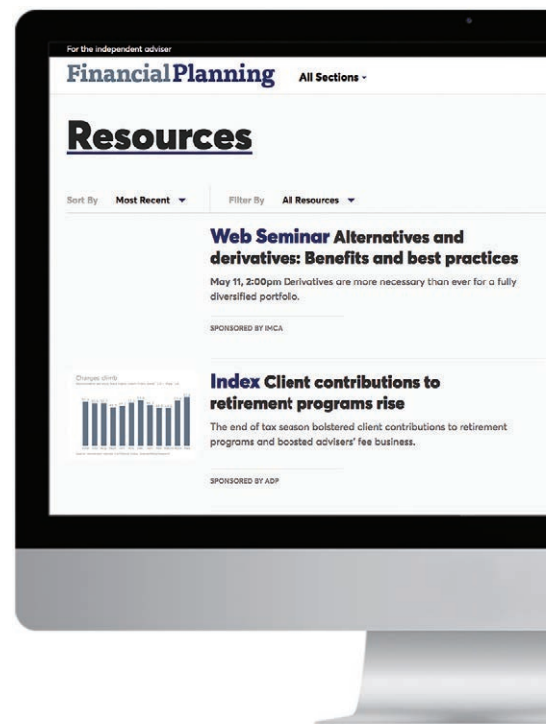 For the independent adviser
FinancialPlanning All Sections
Resources
Sort By Most Recent Filter By All Resources
Web Seminar Alternatives and
derivatives: Benefits and best practices
May 11, 2:00pm Derivatives are more necessary than ever for a fully
diversified portfolio.
SPONSORED BY IMCA
Changes climb
Index Client contributions to
retirement programs rise
The end of tax season bolstered client contributions to retirement
programs and boosted advisers' fee business.
SPONSORED BY ADP